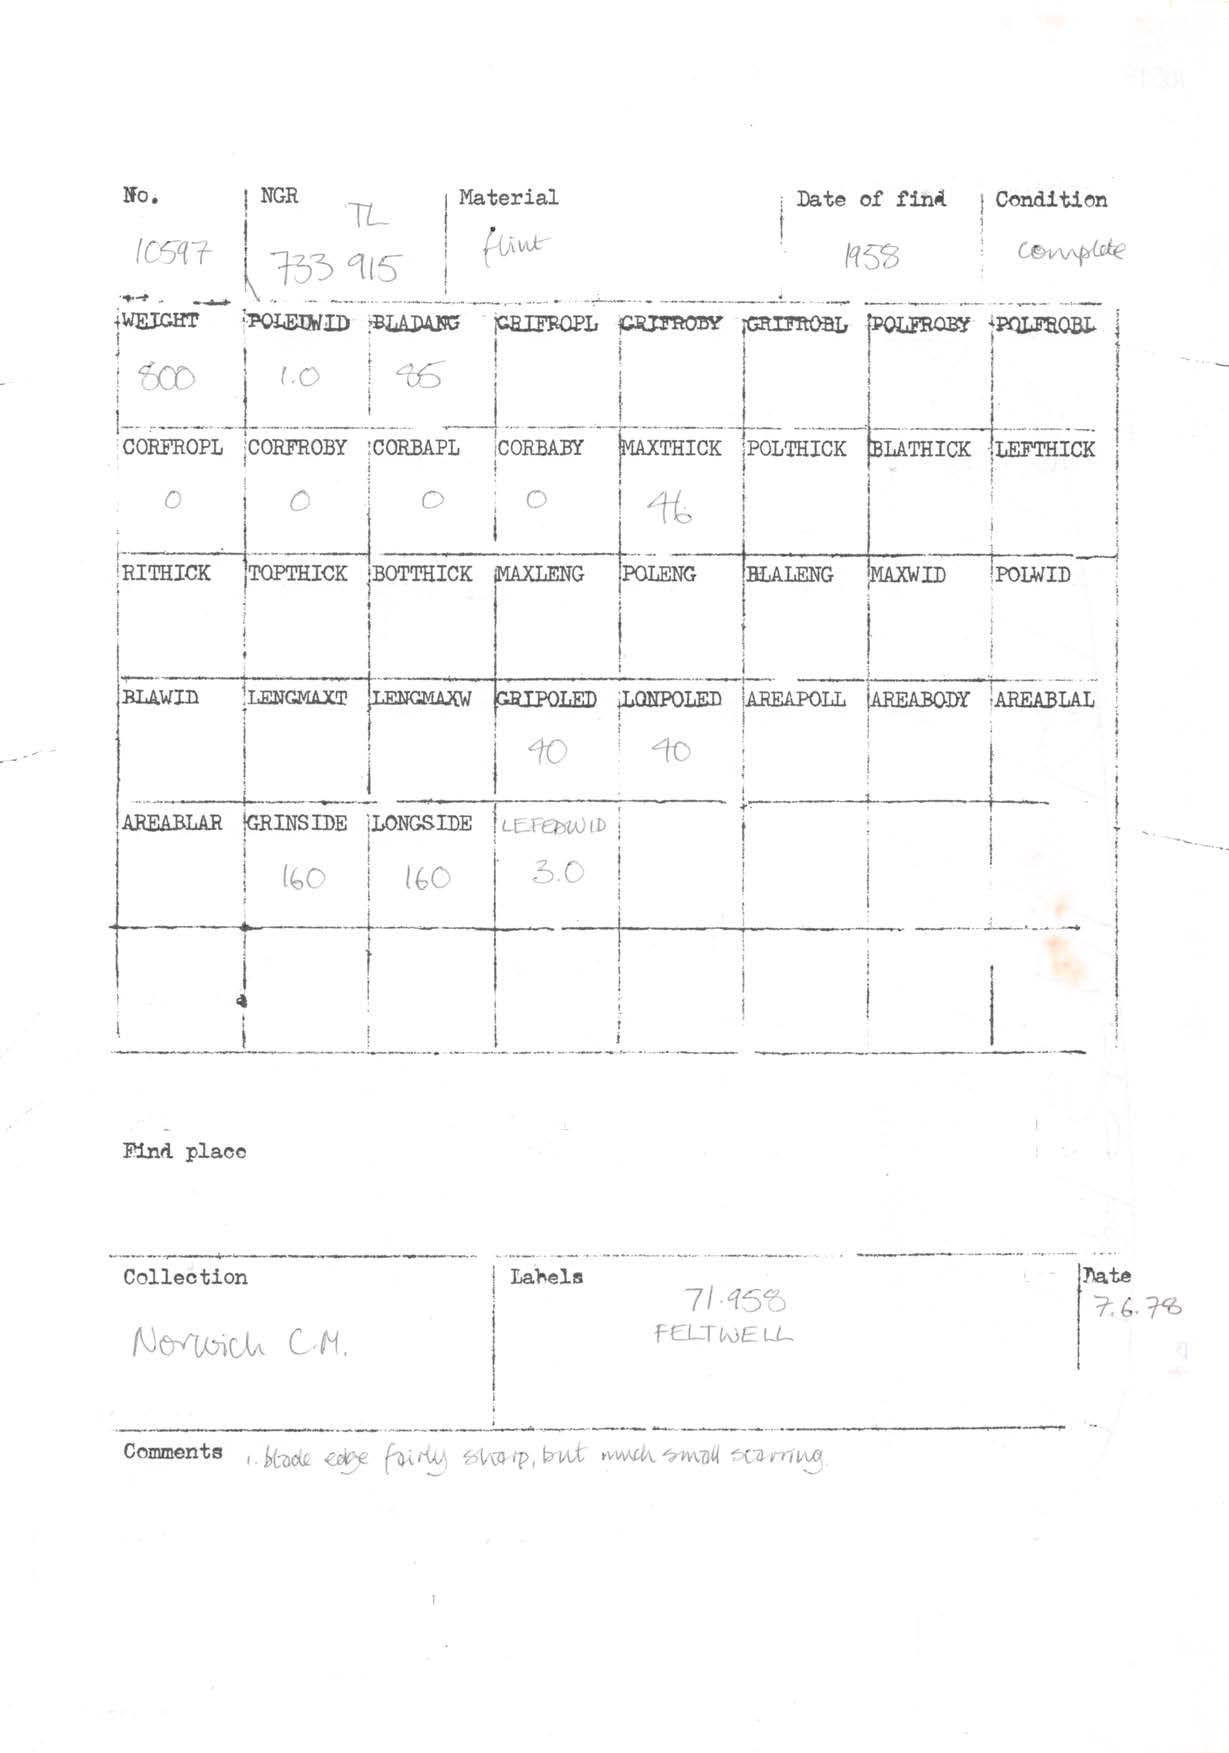 No. NGR Material Date of find Condition
TL
10597 733 915 flint 1958 complete
WEIGHT POLEDWID BLADANG GRIFROPL GRIFROBY GRIFROBL POLFROBY POLFROBL
800 1.0 85
CORFROPL CORFROBY CORBAPL CORBABY MAXTHICK POLTHICK BLATHICK LEFTHICK
0 0 0 0 46
RITHICK TOPTHICK BOTTHICK MAXLENG POLENG BLALENG MAXWID POLWID
BLAWID LENGMAXT LENGMAXW GRIPOLED LONPOLED AREAPOLL AREABODY AREABLAL
40 40
AREABLAR GRINSIDE LONGSIDE LEFEDWID
160 160 3.0
Find place
Collection Labels Date
71.958 7.6.78
Norwich C.M. FELTWELL
Comments 1. blade edge fairly sharp, but much small scarring.